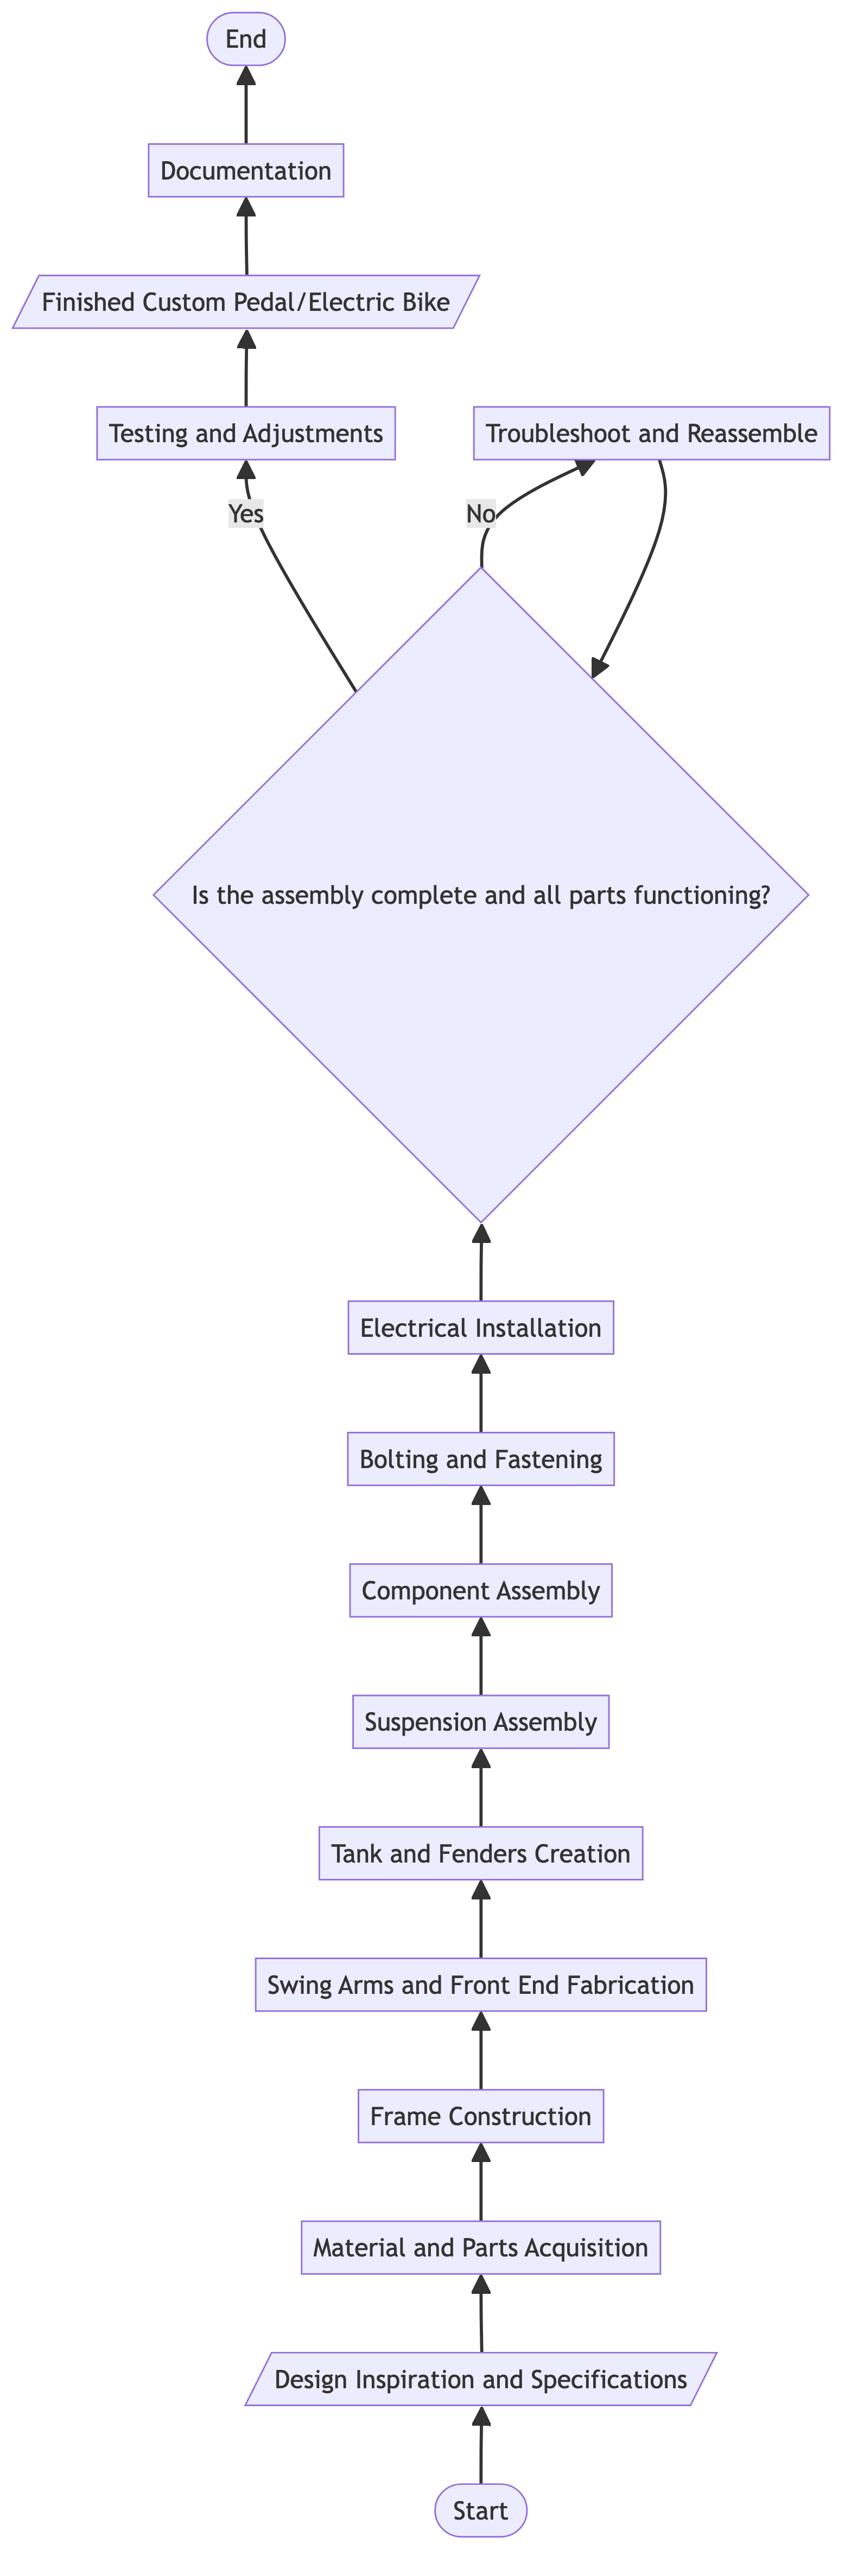 End
Documentation
Finished Custom Pedal/Electric Bike
Testing and Adjustments
Troubleshoot and Reassemble
Yes
No
Is the assembly complete and all parts functioning?
Electrical Installation
Bolting and Fastening
Component Assembly
Suspension Assembly
Tank and Fenders Creation
Swing Arms and Front End Fabrication
Frame Construction
Material and Parts Acquisition
Design Inspiration and Specifications
Start